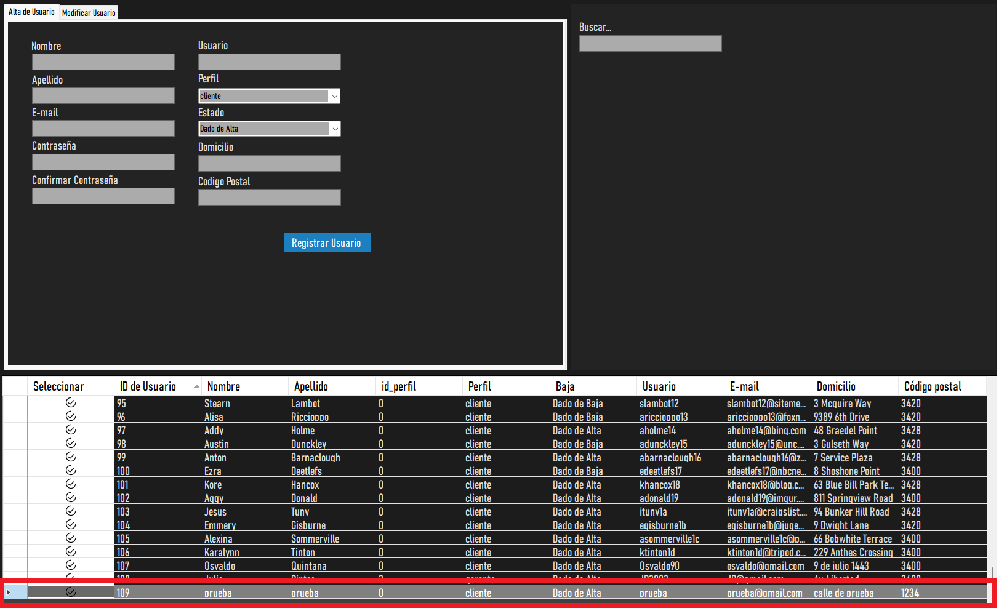 Alta de Usuario Modificar Usuario
Nombre
Usuario
Apellido
Perfil
cliente
E-mail
Estado
Dado de Alta
Contraseña
Domicilio
Confirmar Contraseña
Codigo Postal
Registrar Usuario
Buscar...
Seleccionar ID de Usuario Nombre Apellido id_perfil Perfil Baja Usuario E-mail Domicilio Código postal
95 Stearn Lambot 0 cliente Dado de Baja slambot12 slambot12@siteme... 3 Mcguire Way 3420
96 Alisa Riccioppo 0 cliente Dado de Baja ariccioppo13 ariccioppo13@foxn... 9389 6th Drive 3420
97 Addy Holme 0 cliente Dado de Alta aholme14 aholme14@bing.com 48 Graedel Point 3428
98 Austin Dunckley 0 cliente Dado de Baja adunckley15 adunckley15@unc.... 3 Gulseth Way 3420
99 Anton Barnaclough 0 cliente Dado de Alta abarnaclough16 abarnaclough16@z... 7 Service Plaza 3428
100 Ezra Deetlefs 0 cliente Dado de Baja edeetlefs17 edeetlefs17@nbcne... 8 Shoshone Point 3400
101 Kore Hancox 0 cliente Dado de Alta khancox18 khancox18@blog.c... 63 Blue Bill Park Te... 3428
102 Aggy Donald 0 cliente Dado de Alta adonald19 adonald19@imgur.... 811 Springview Road 3400
103 Jesus Tuny 0 cliente Dado de Alta jtuny1a jtuny1a@craigslist.... 94 Bunker Hill Road 3428
104 Emmery Gisburne 0 cliente Dado de Alta egisburne1b egisburne1b@juge... 9 Dwight Lane 3420
105 Alexina Sommerville 0 cliente Dado de Alta asommerville1c asommerville1c@p... 66 Bobwhite Terrace 3400
106 Karalynn Tinton 0 cliente Dado de Alta ktinton1d ktinton1d@tripod.c... 229 Anthes Crossing 3400
107 Osvaldo Quintana 0 cliente Dado de Alta Osvaldo90 osvaldo@gmail.com 9 de julio 1443 3400
109 prueba prueba 0 cliente Dado de Alta prueba prueba@gmail.com calle de prueba 1234